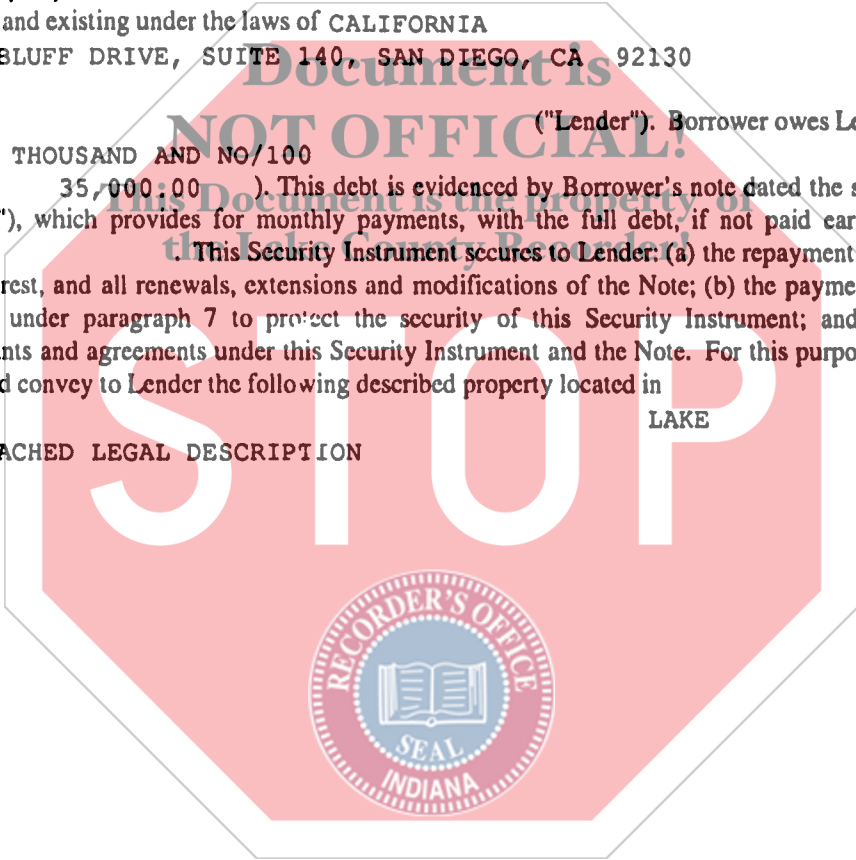 and existing under the laws of CALIFORNIA
BLUFF DRIVE, SUITE 140, SAN DIEGO, CA 92130
Document is
("Lender"). Borrower owes Le
NOT OFFICIAL!
THOUSAND AND NO/100
35,000.00 ). This debt is evidenced by Borrower's note dated the s
This Document is the property of
"), which provides for monthly payments, with the full debt, if not paid ear
the Lake County Recorder!
. This Security Instrument secures to Lender: (a) the repayment
rest, and all renewals, extensions and modifications of the Note; (b) the payme
under paragraph 7 to protect the security of this Security Instrument; and
nts and agreements under this Security Instrument and the Note. For this purpo
d convey to Lender the following described property located in
LAKE
ACHED LEGAL DESCRIPTION
STOP
RECORDER'S OFFICE
SEAL
INDIANA